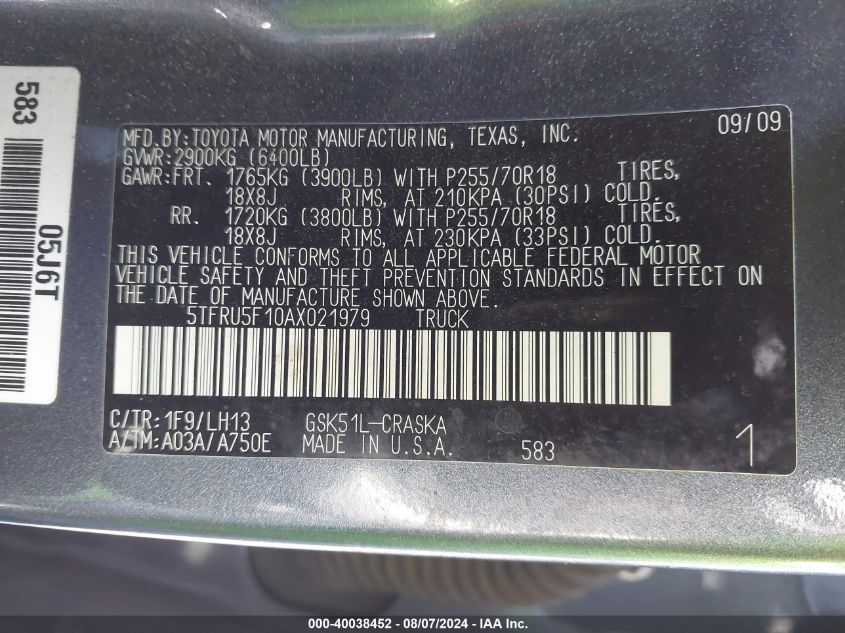 583
05J6T
MFD.BY:TOYOTA MOTOR MANUFACTURING, TEXAS, INC. 09/09
GVWR:2900KG (6400LB)
GAWR:FRT. 1765KG (3900LB) WITH P255/70R18 TIRES,
18X8J RIMS, AT 210KPA (30PSI) COLD.
RR. 1720KG (3800LB) WITH P255/70R18 TIRES,
18X8J RIMS, AT 230KPA (33PSI) COLD.
THIS VEHICLE CONFORMS TO ALL APPLICABLE FEDERAL MOTOR
VEHICLE SAFETY AND THEFT PREVENTION STANDARDS IN EFFECT ON
THE DATE OF MANUFACTURE SHOWN ABOVE.
5TFRU5F10AX021979 TRUCK
C/TR:1F9/LH13 GSK51L-CRASKA
A/TM:A03A/A750E MADE IN U.S.A. 583 1
000-40038452 - 08/07/2024 - IAA Inc.